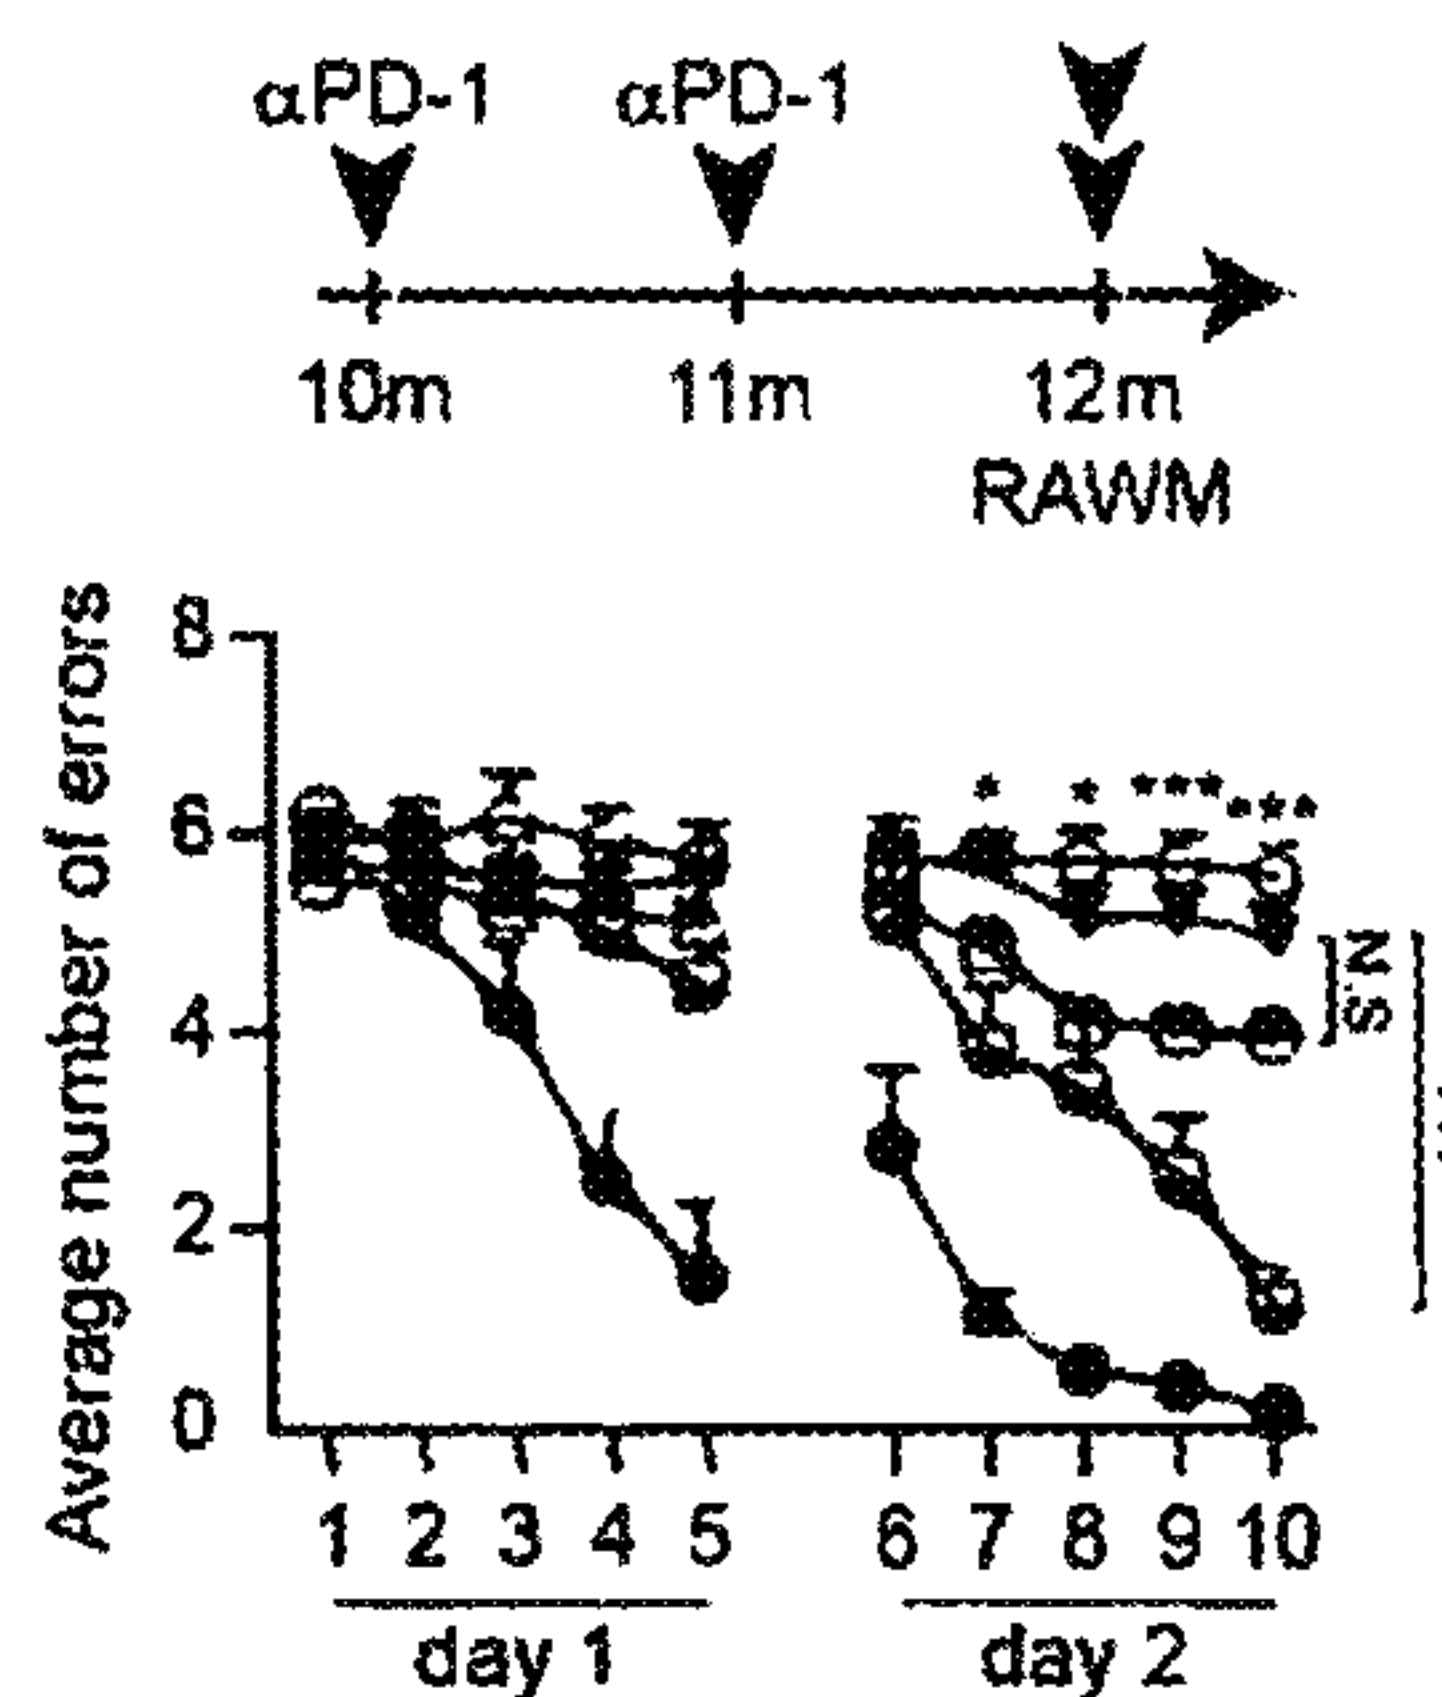 αPD-1 αPD-1
10m 11m 12m
RAWM
Average number of errors
8
6
4
2
0
* * *** ***
N.S
1 2 3 4 5 6 7 8 9 10
day 1 day 2